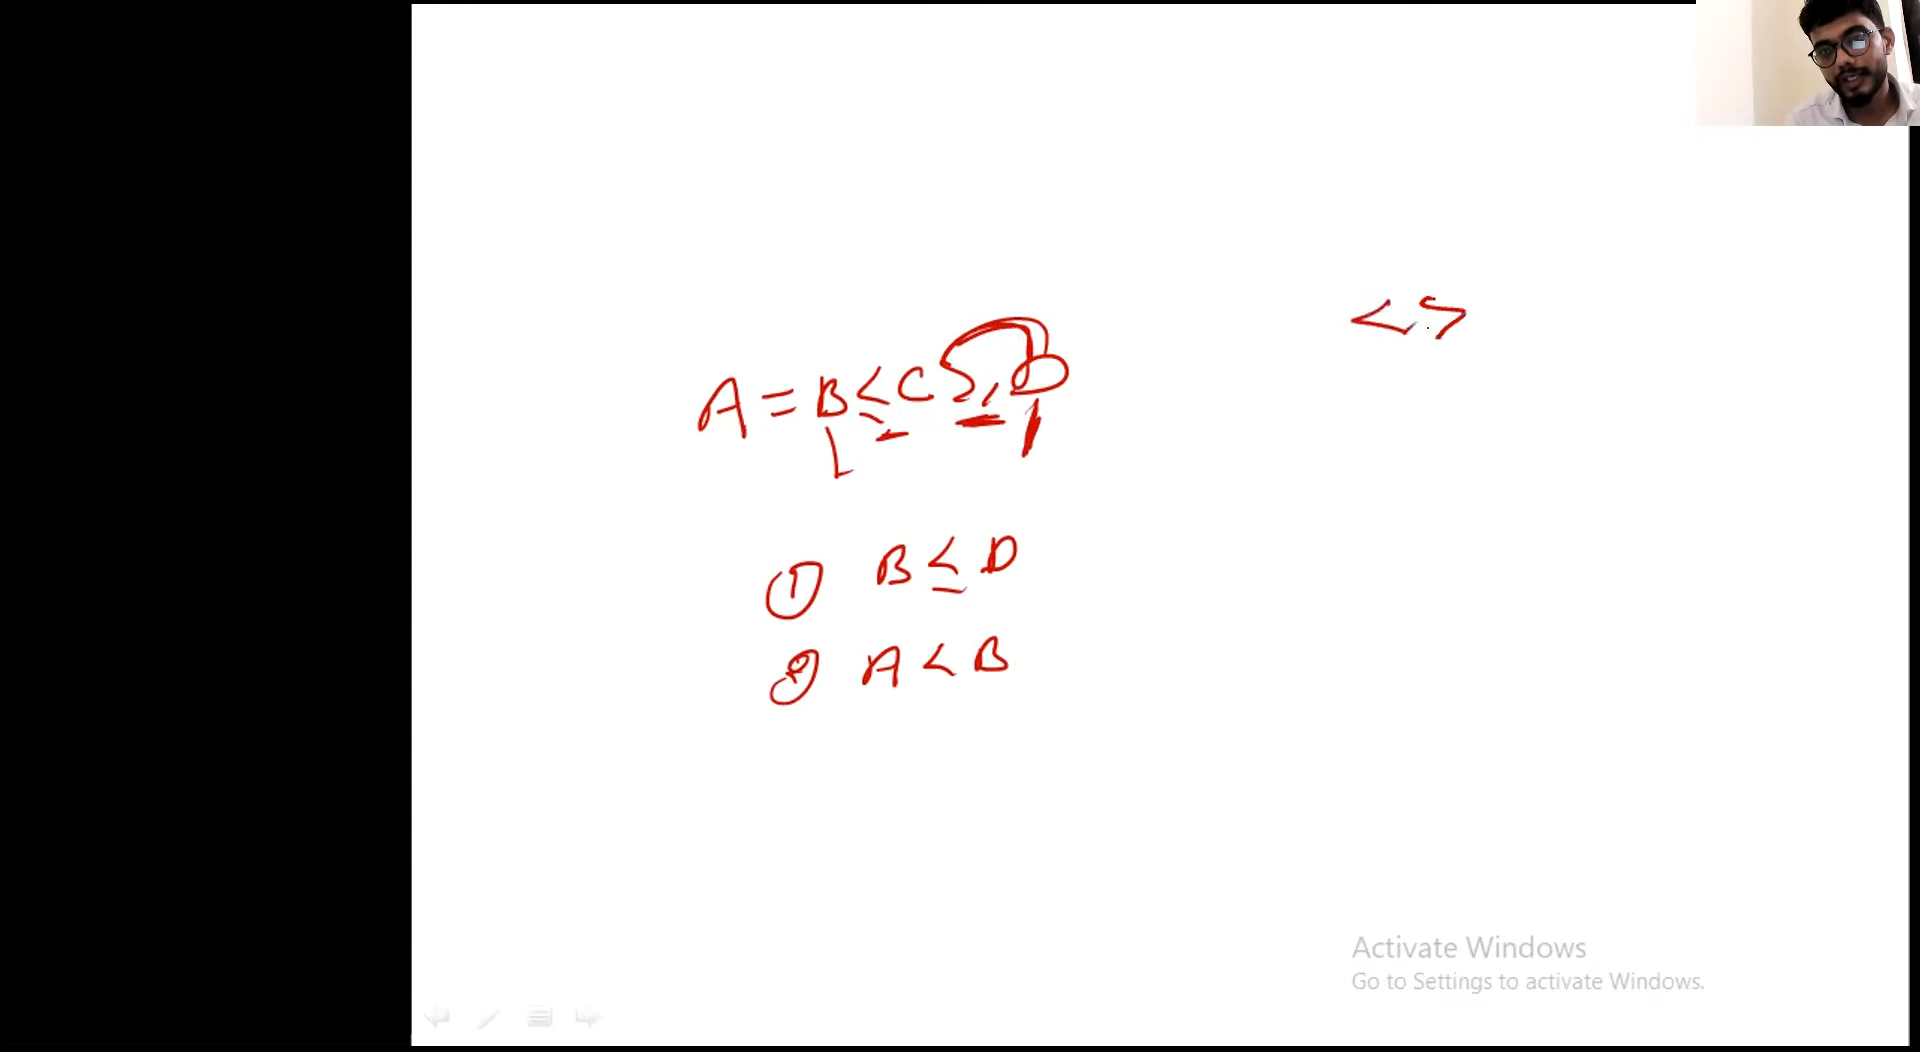 < >
A = B ≤ C ≥ D
① B ≤ D
② A < B
Activate Windows
Go to Settings to activate Windows.